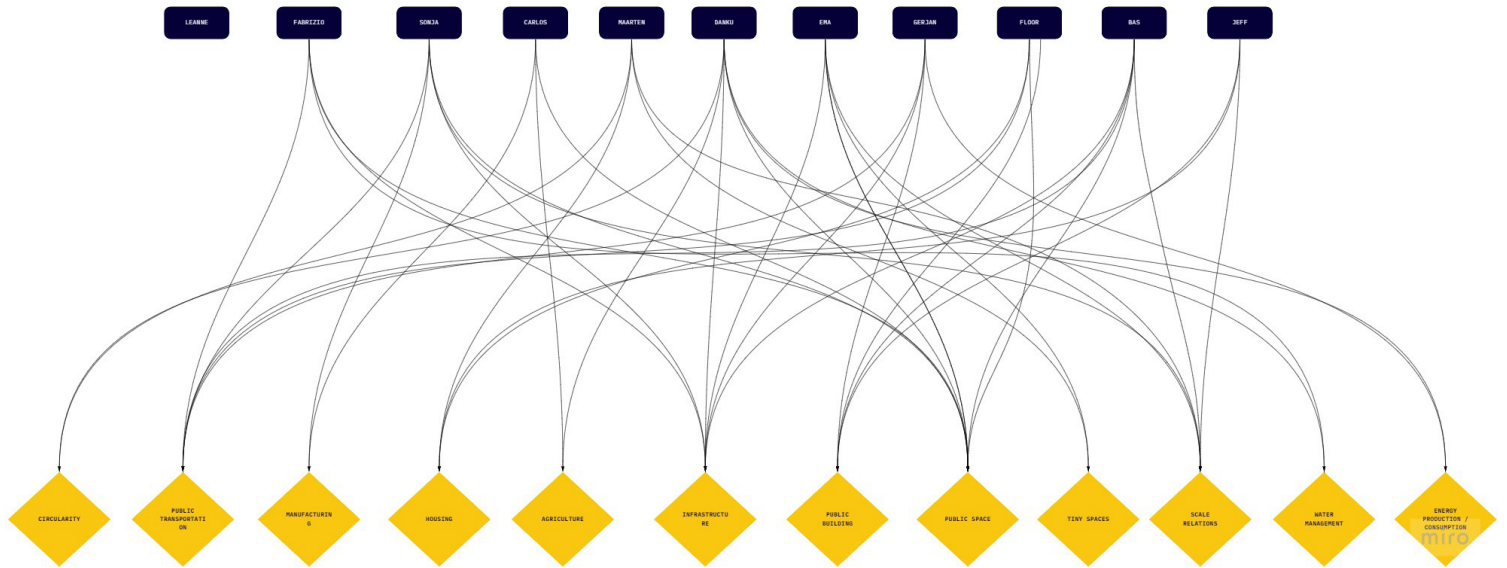 LEANNE
FABRIZIO
SONJA
CARLOS
MAARTEN
DANKU
EMA
GERJAN
FLOOR
BAS
JEFF
CIRCULARITY
PUBLIC
TRANSPORTATI
ON
MANUFACTURIN
G
HOUSING
AGRICULTURE
INFRASTRUCTU
RE
PUBLIC
BUILDING
PUBLIC SPACE
TINY SPACES
SCALE
RELATIONS
WATER
MANAGEMENT
ENERGY
PRODUCTION /
CONSUMPTION
miro